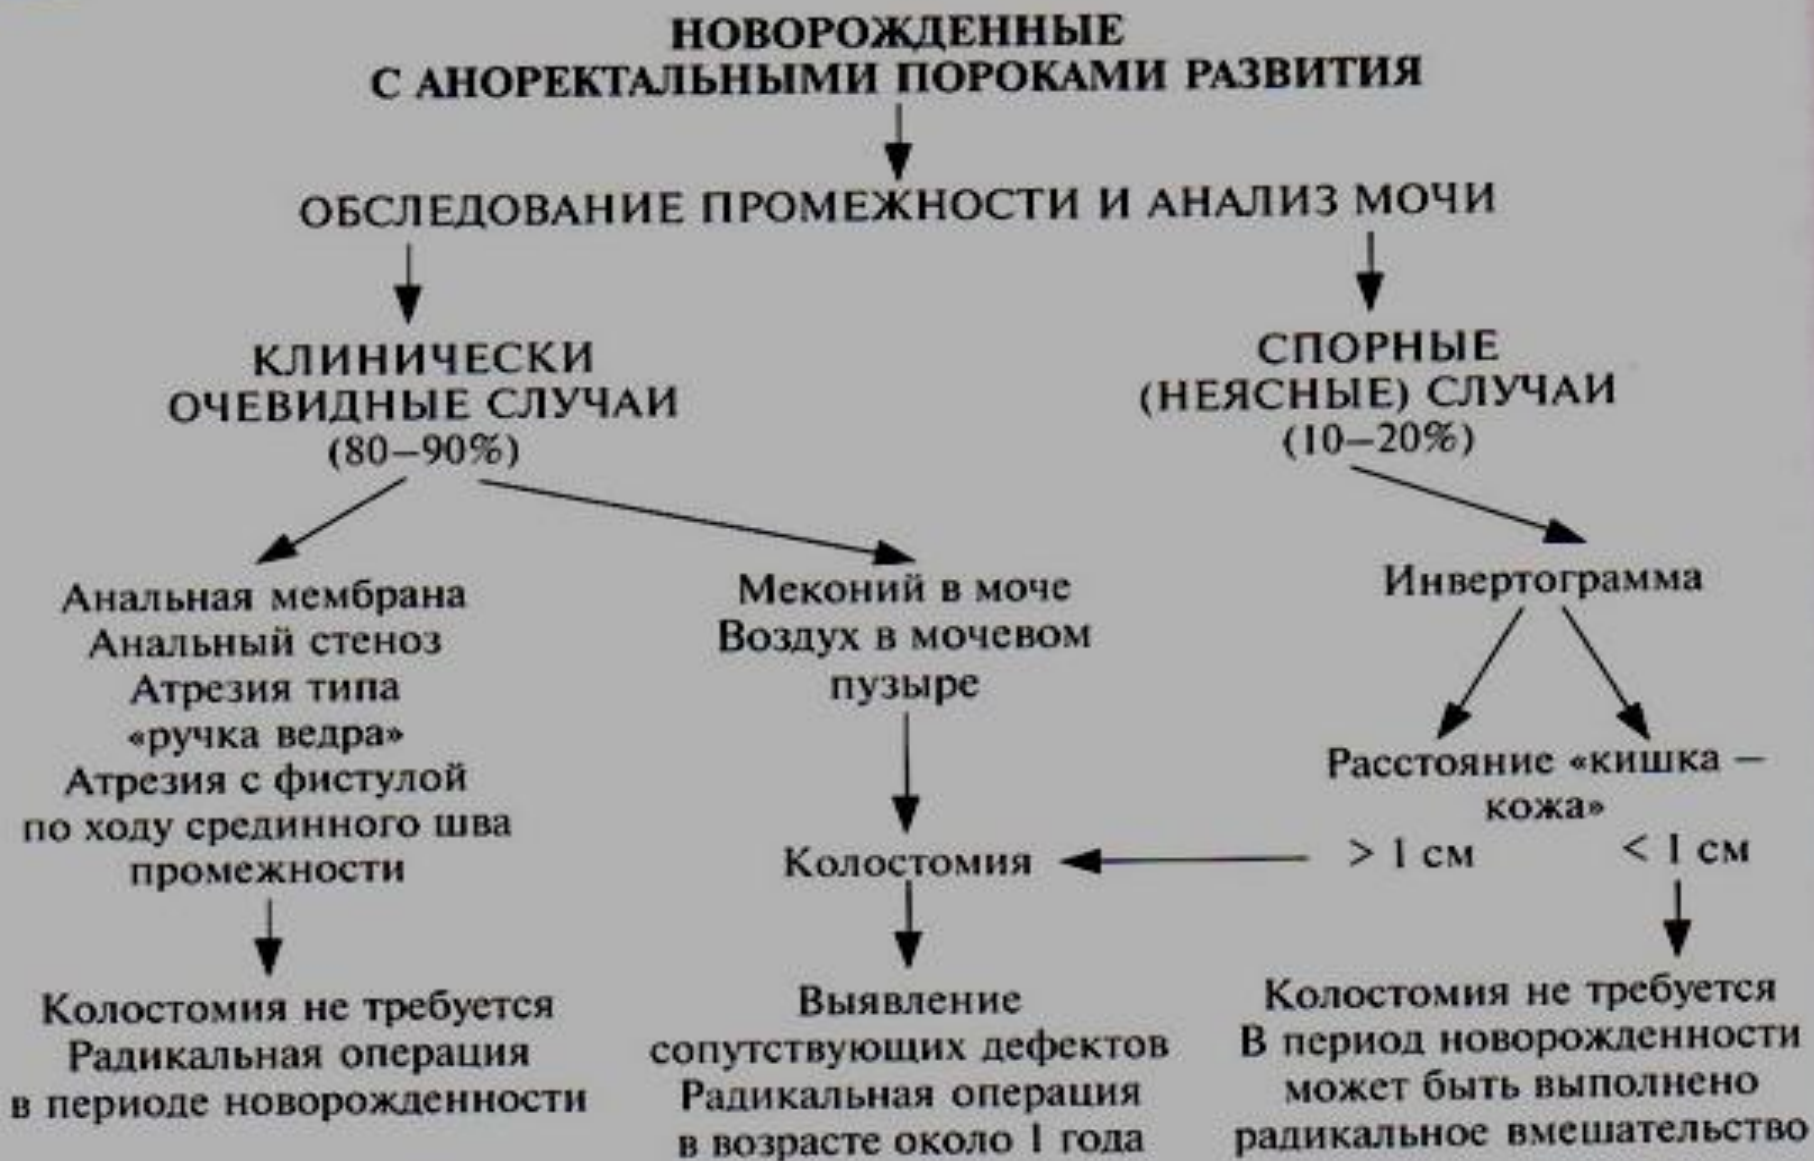 НОВОРОЖДЕННЫЕ
С АНОРЕКТАЛЬНЫМИ ПОРОКАМИ РАЗВИТИЯ
ОБСЛЕДОВАНИЕ ПРОМЕЖНОСТИ И АНАЛИЗ МОЧИ
КЛИНИЧЕСКИ
ОЧЕВИДНЫЕ СЛУЧАИ
(80–90%)
СПОРНЫЕ
(НЕЯСНЫЕ) СЛУЧАИ
(10–20%)
Анальная мембрана
Анальный стеноз
Атрезия типа
«ручка ведра»
Атрезия с фистулой
по ходу срединного шва
промежности
Меконий в моче
Воздух в мочевом
пузыре
Инвертограмма
Расстояние «кишка –
кожа»
> 1 см
< 1 см
Колостомия
Колостомия не требуется
Радикальная операция
в периоде новорожденности
Выявление
сопутствующих дефектов
Радикальная операция
в возрасте около 1 года
Колостомия не требуется
В период новорожденности
может быть выполнено
радикальное вмешательство